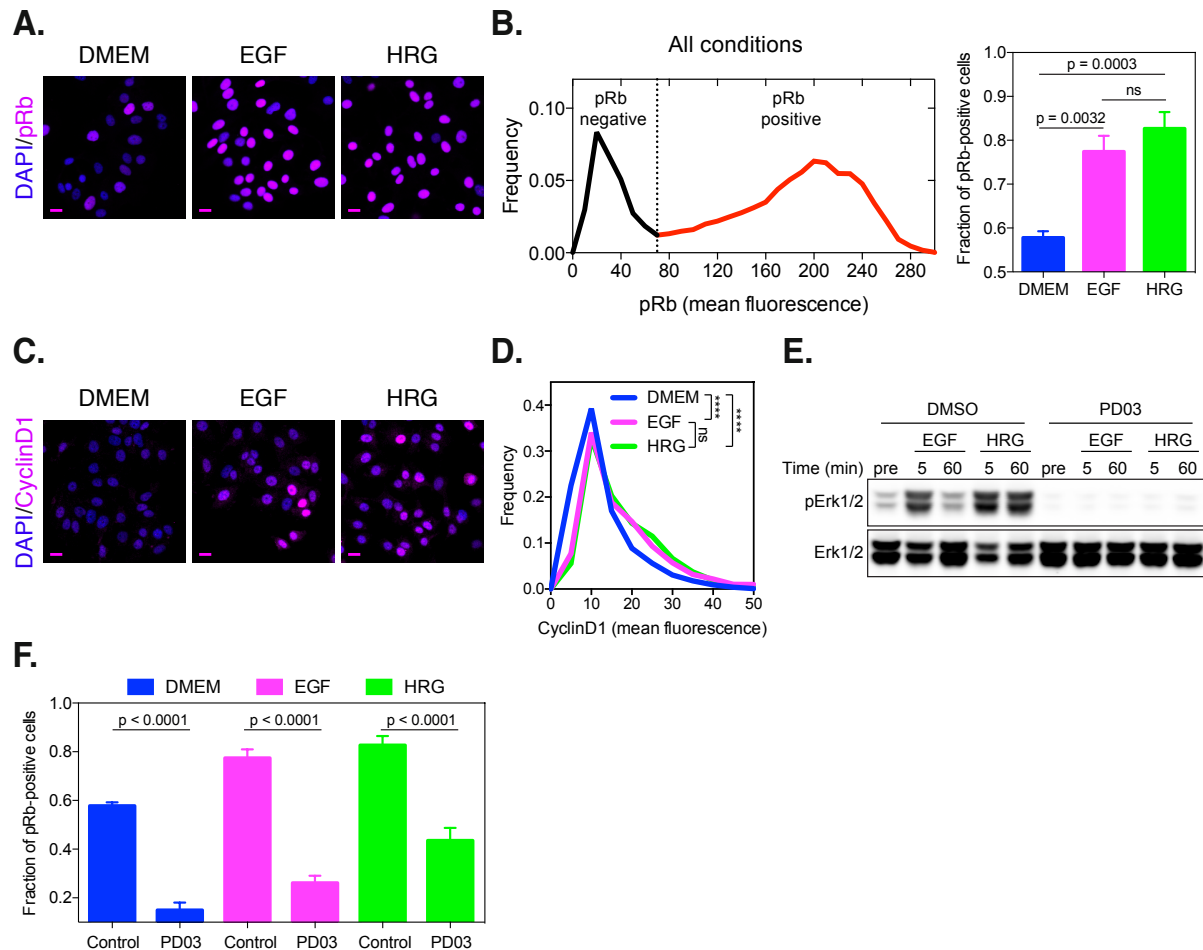 A.
DMEM EGF HRG
DAPI/pRb
B.
All conditions
pRb negative
pRb positive
Frequency
0.10
0.05
0.00
0 40 80 120 160 200 240 280
pRb (mean fluorescence)
Fraction of pRb-positive cells
1.0
0.9
0.8
0.7
0.6
0.5
p = 0.0003
ns
p = 0.0032
DMEM EGF HRG
C.
DMEM EGF HRG
DAPI/CyclinD1
D.
Frequency
0.4
0.3
0.2
0.1
0.0
DMEM
EGF
HRG
****
ns
****
0 10 20 30 40 50
CyclinD1 (mean fluorescence)
E.
DMSO PD03
EGF HRG EGF HRG
Time (min) pre 5 60 5 60 pre 5 60 5 60
pErk1/2
Erk1/2
F.
DMEM EGF HRG
Fraction of pRb-positive cells
1.0
0.8
0.6
0.4
0.2
p < 0.0001 p < 0.0001 p < 0.0001
Control PD03 Control PD03 Control PD03